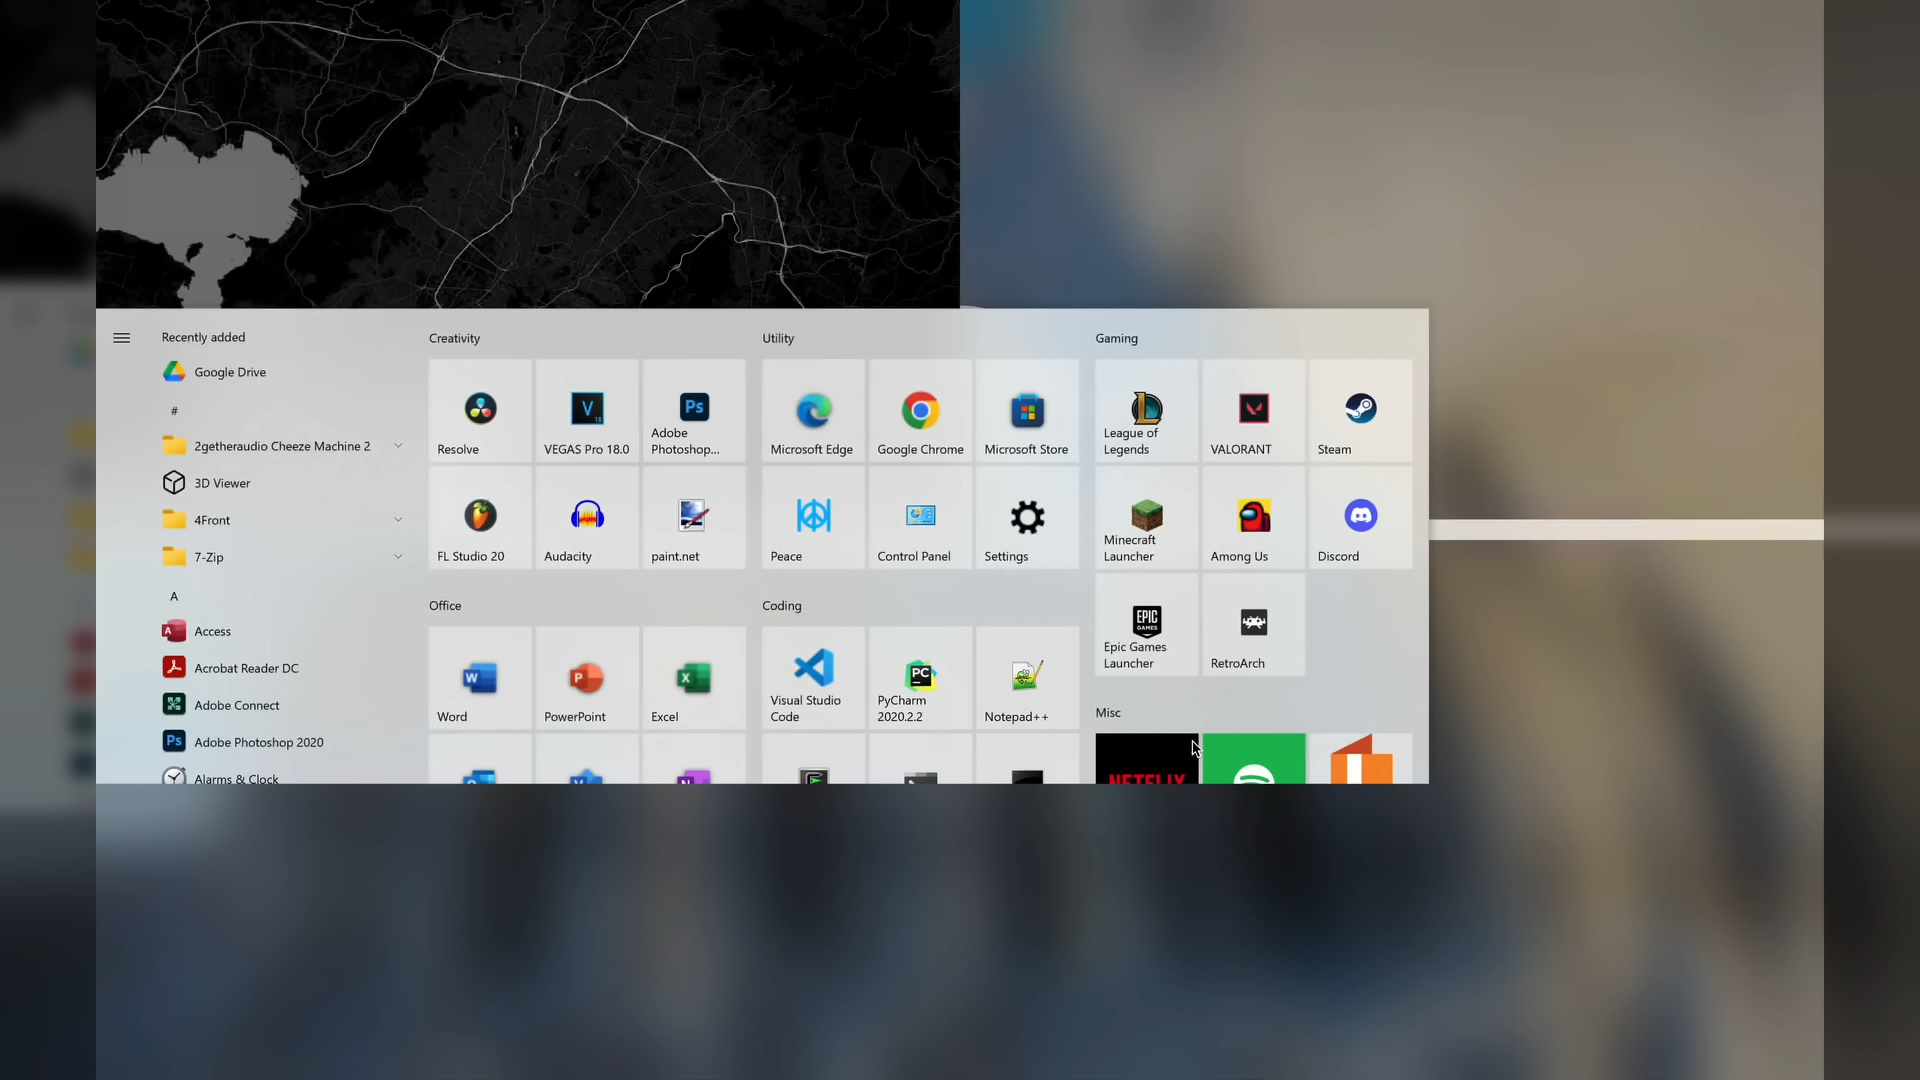 Recently added
Google Drive
#
2getheraudio Cheeze Machine 2
3D Viewer
4Front
7-Zip
A
Access
Acrobat Reader DC
Adobe Connect
Adobe Photoshop 2020
Alarms & Clock
Creativity
Resolve
VEGAS Pro 18.0
Adobe
Photoshop...
FL Studio 20
Audacity
paint.net
Office
Word
PowerPoint
Excel
Utility
Microsoft Edge
Google Chrome
Microsoft Store
Peace
Control Panel
Settings
Coding
Visual Studio
Code
PyCharm
2020.2.2
Notepad++
Gaming
League of
Legends
VALORANT
Steam
Minecraft
Launcher
Among Us
Discord
EPIC
GAMES
Epic Games
Launcher
RetroArch
Misc
NETFLIX